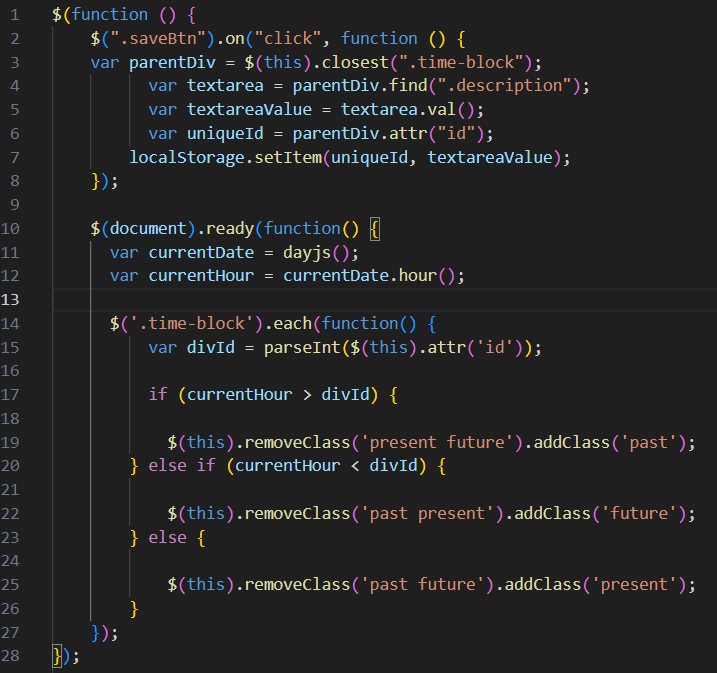 1 $(function () {
2     $(".saveBtn").on("click", function () {
3     var parentDiv = $(this).closest(".time-block");
4           var textarea = parentDiv.find(".description");
5           var textareaValue = textarea.val();
6           var uniqueId = parentDiv.attr("id");
7         localStorage.setItem(uniqueId, textareaValue);
8     });
9
10     $(document).ready(function() {
11       var currentDate = dayjs();
12       var currentHour = currentDate.hour();
13
14       $('.time-block').each(function() {
15           var divId = parseInt($(this).attr('id'));
16
17           if (currentHour > divId) {
18
19             $(this).removeClass('present future').addClass('past');
20         } else if (currentHour < divId) {
21
22             $(this).removeClass('past present').addClass('future');
23         } else {
24
25             $(this).removeClass('past future').addClass('present');
26         }
27     });
28 });